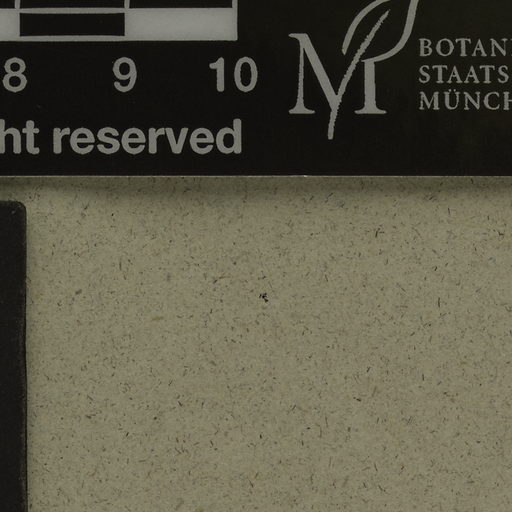 8 9 10
ht reserved
M
BOTAN
STAATS
MÜNCH